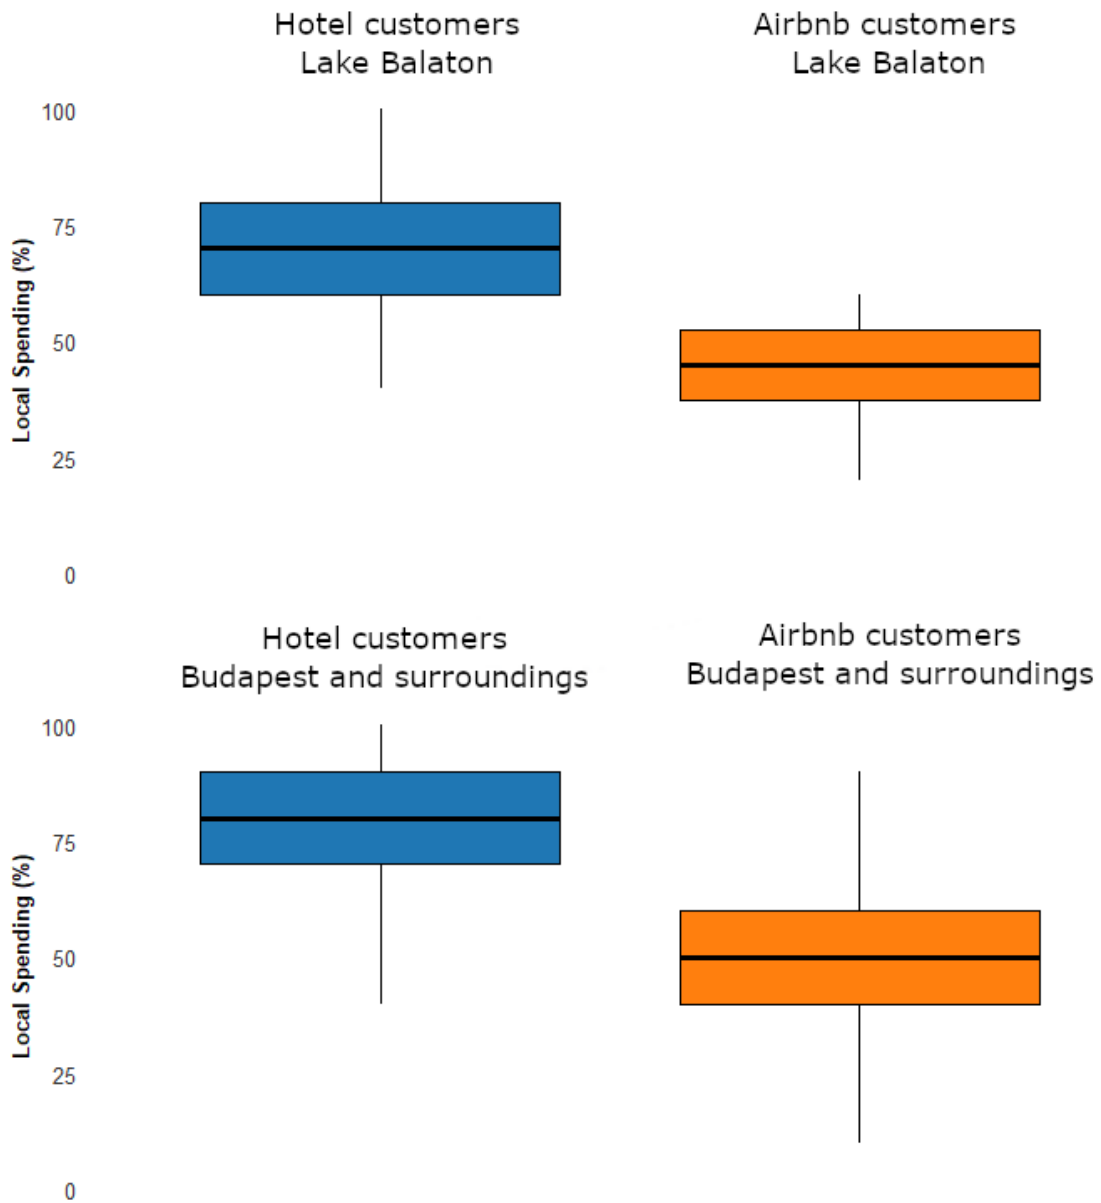 Hotel customers
Lake Balaton
Airbnb customers
Lake Balaton
100
75
50
25
0
Local Spending (%)
Hotel customers
Budapest and surroundings
Airbnb customers
Budapest and surroundings
100
75
50
25
0
Local Spending (%)